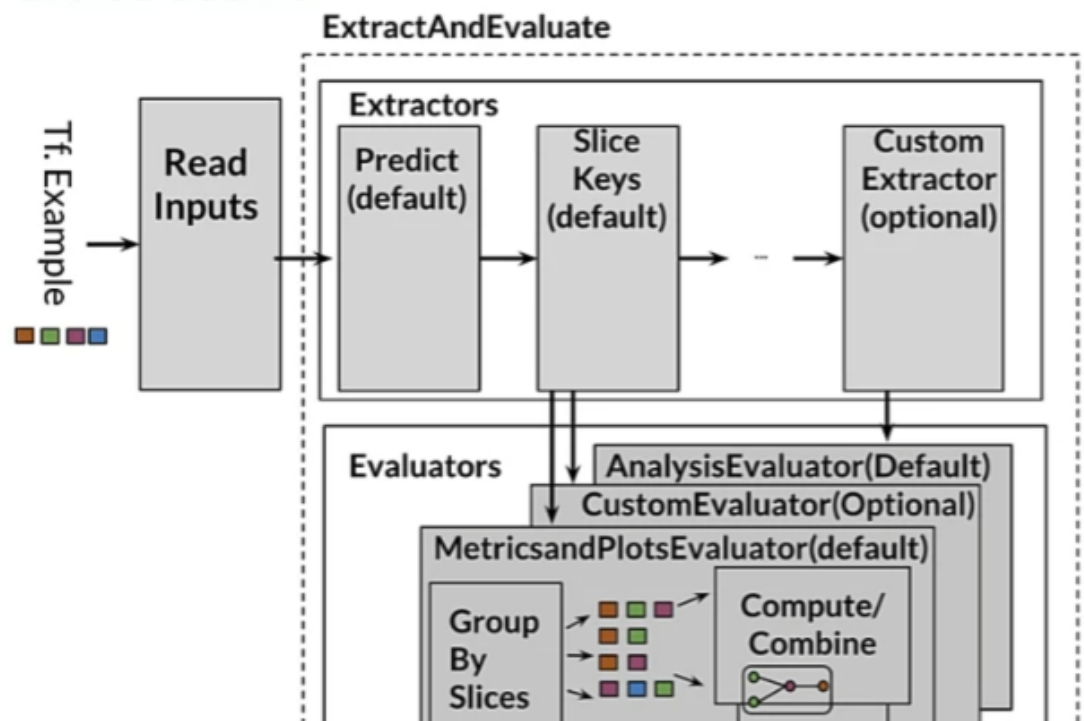 ExtractAndEvaluate
Tf. Example
Read
Inputs
Extractors
Predict
(default)
Slice
Keys
(default)
...
Custom
Extractor
(optional)
Evaluators
AnalysisEvaluator(Default)
CustomEvaluator(Optional)
MetricsandPlotsEvaluator(default)
Group
By
Slices
Compute/
Combine